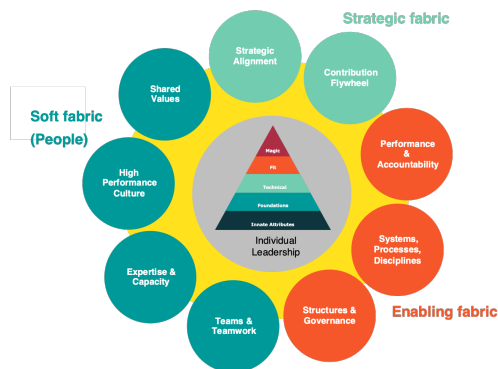 Strategic fabric
Strategic
Alignment
Contribution
Flywheel
Shared
Values
Soft fabric
(People)
Performance
&
Accountability
High
Performance
Culture
Magic
Fit
Technical
Foundations
Innate Attributes
Individual
Leadership
Systems,
Processes,
Disciplines
Expertise &
Capacity
Enabling fabric
Structures &
Governance
Teams &
Teamwork